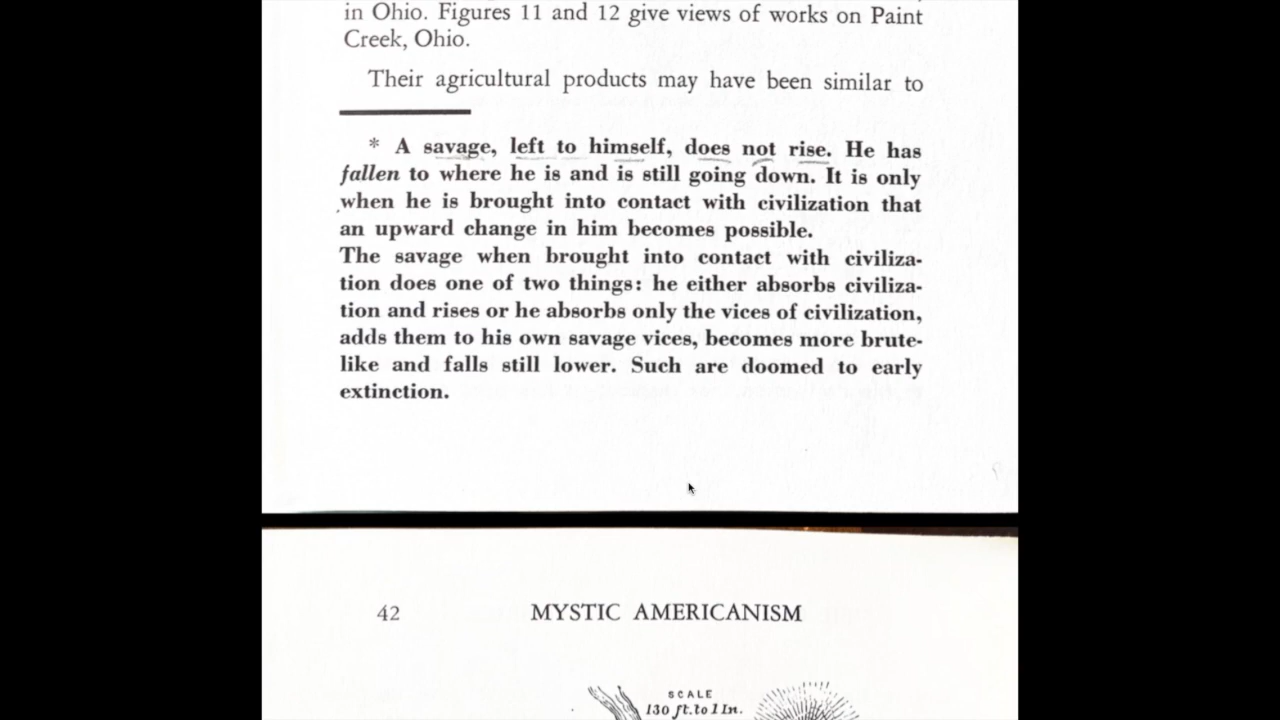 in Ohio. Figures 11 and 12 give views of works on Paint
Creek, Ohio.
Their agricultural products may have been similar to
* A savage, left to himself, does not rise. He has
fallen to where he is and is still going down. It is only
when he is brought into contact with civilization that
an upward change in him becomes possible.
The savage when brought into contact with civiliza-
tion does one of two things: he either absorbs civiliza-
tion and rises or he absorbs only the vices of civilization,
adds them to his own savage vices, becomes more brute-
like and falls still lower. Such are doomed to early
extinction.
42 MYSTIC AMERICANISM
SCALE
130 ft. to 1 In.